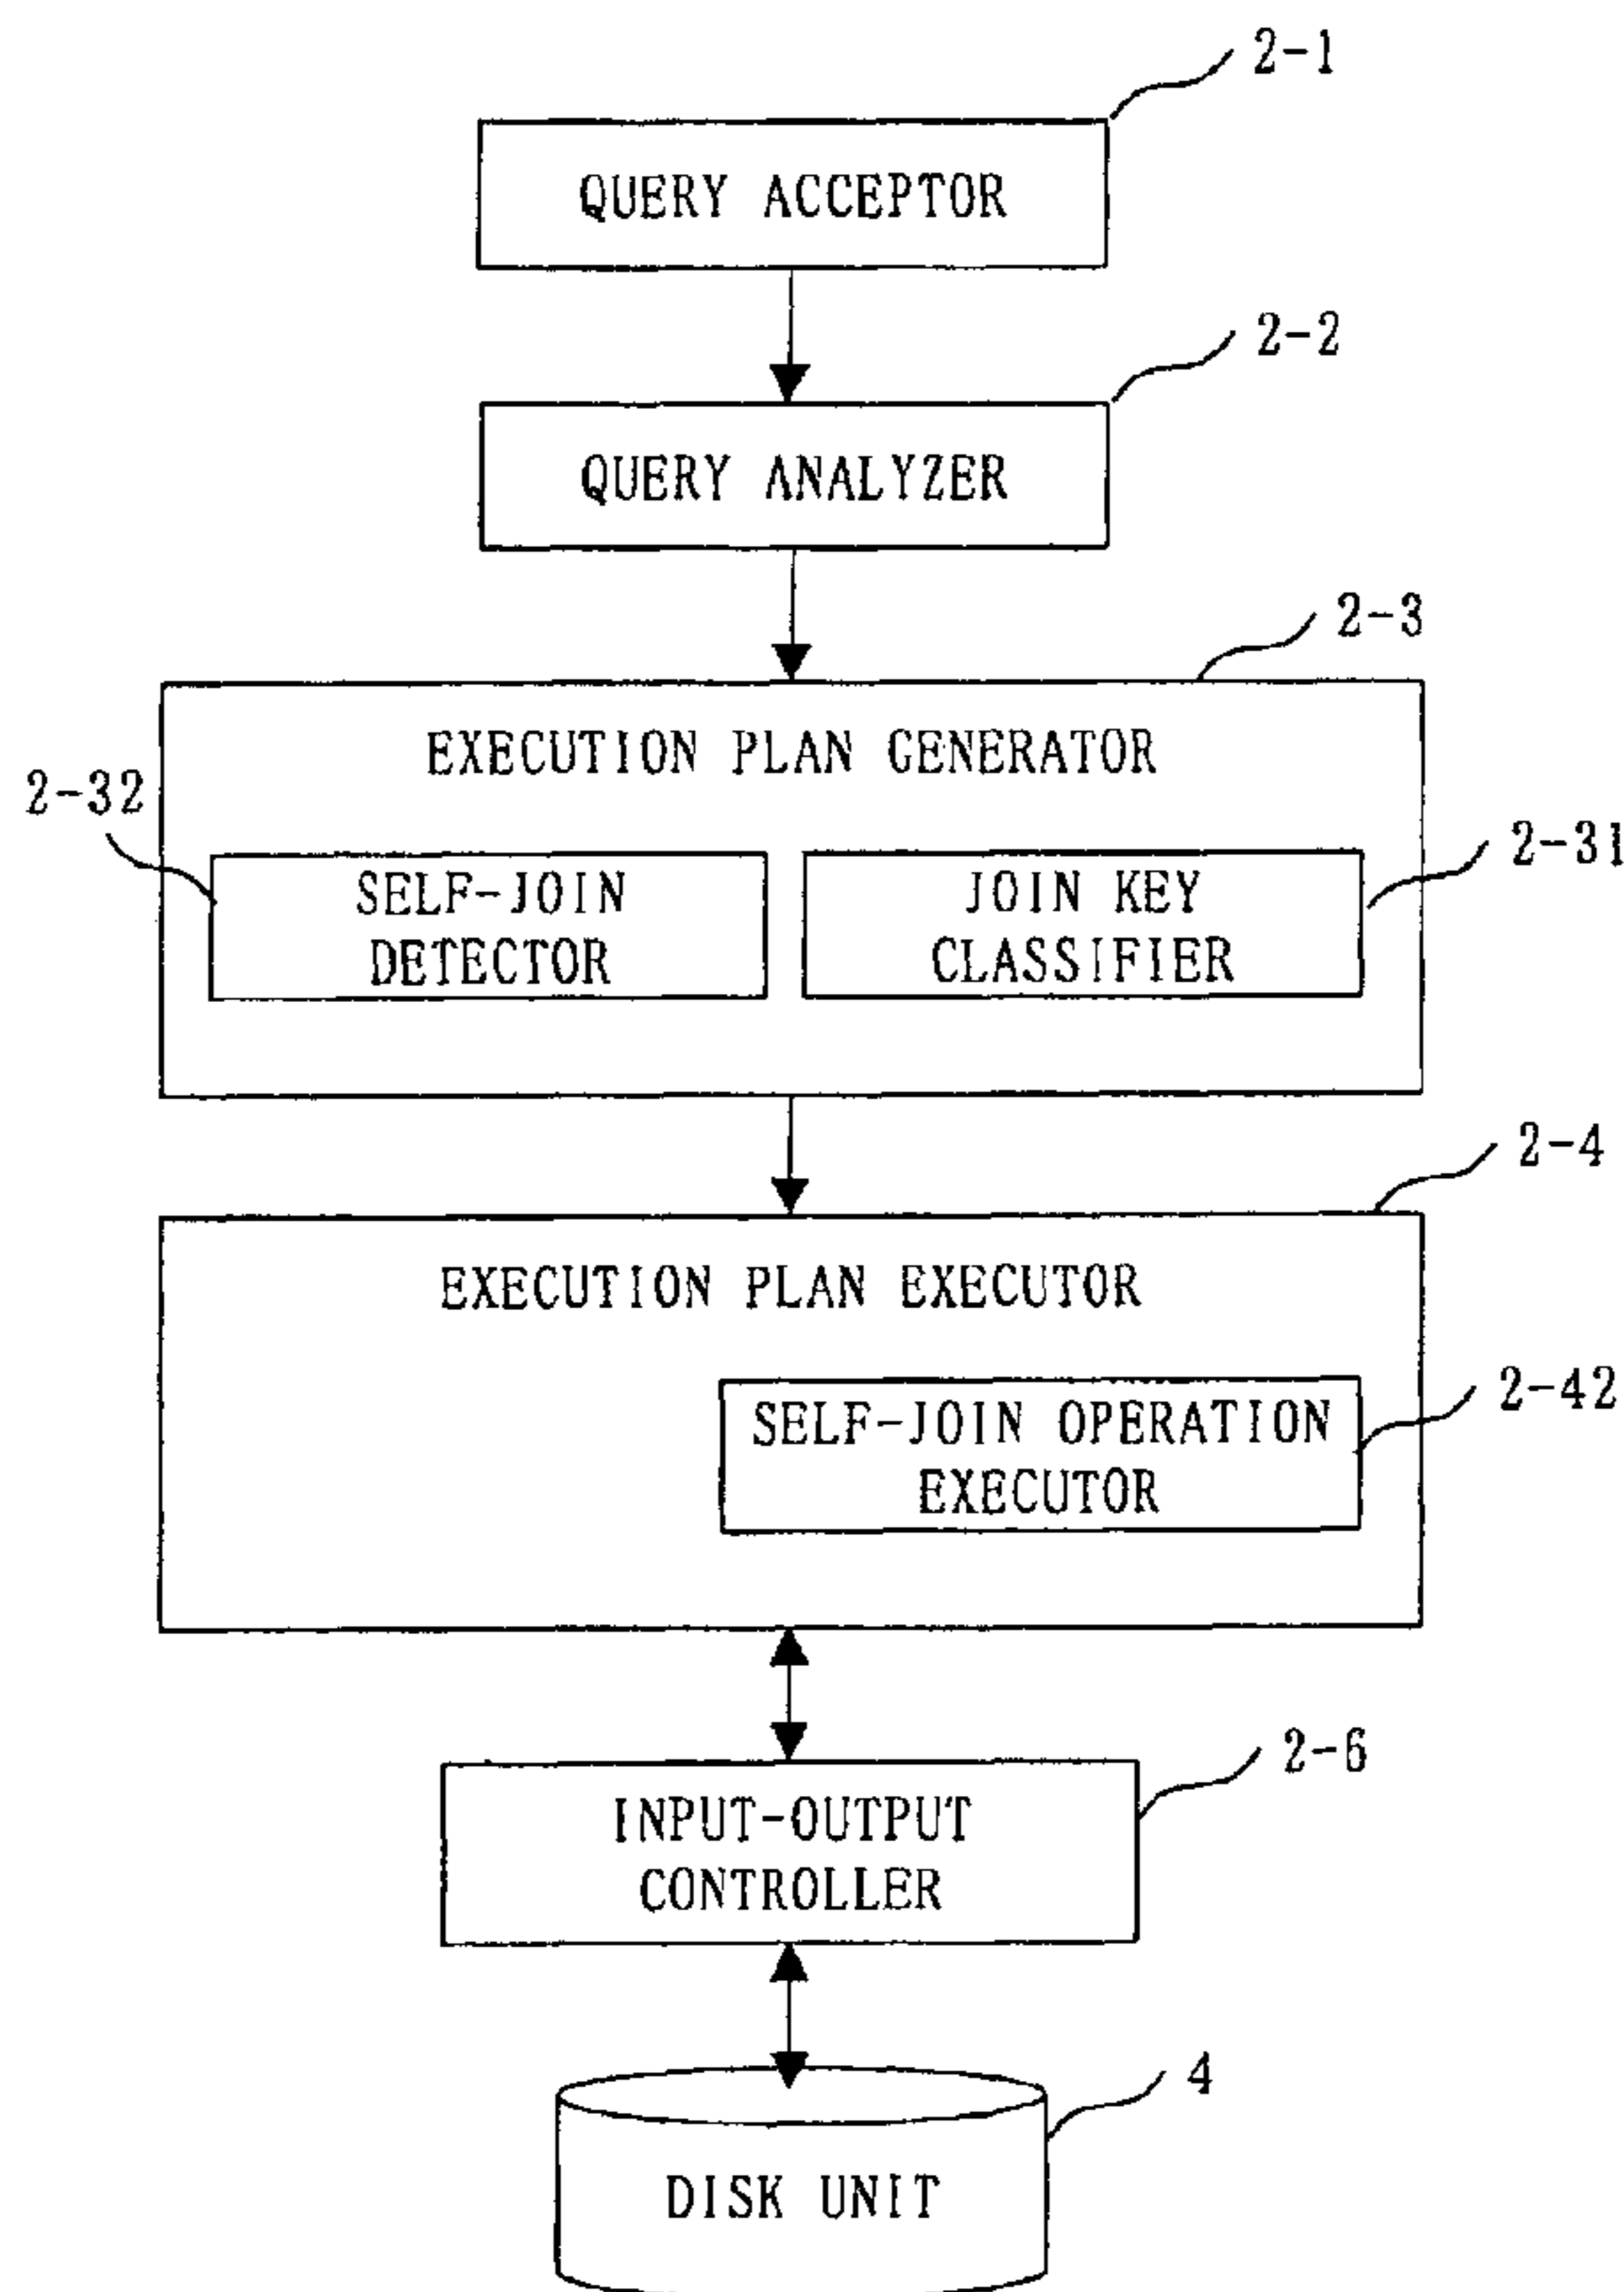 2-1
QUERY ACCEPTOR
2-2
QUERY ANALYZER
2-3
EXECUTION PLAN GENERATOR
2-32
2-31
SELF-JOIN
DETECTOR
JOIN KEY
CLASSIFIER
2-4
EXECUTION PLAN EXECUTOR
2-42
SELF-JOIN OPERATION
EXECUTOR
2-6
INPUT-OUTPUT
CONTROLLER
4
DISK UNIT